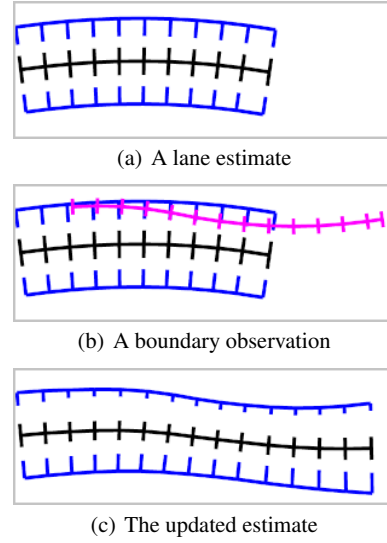 (a) A lane estimate
(b) A boundary observation
(c) The updated estimate